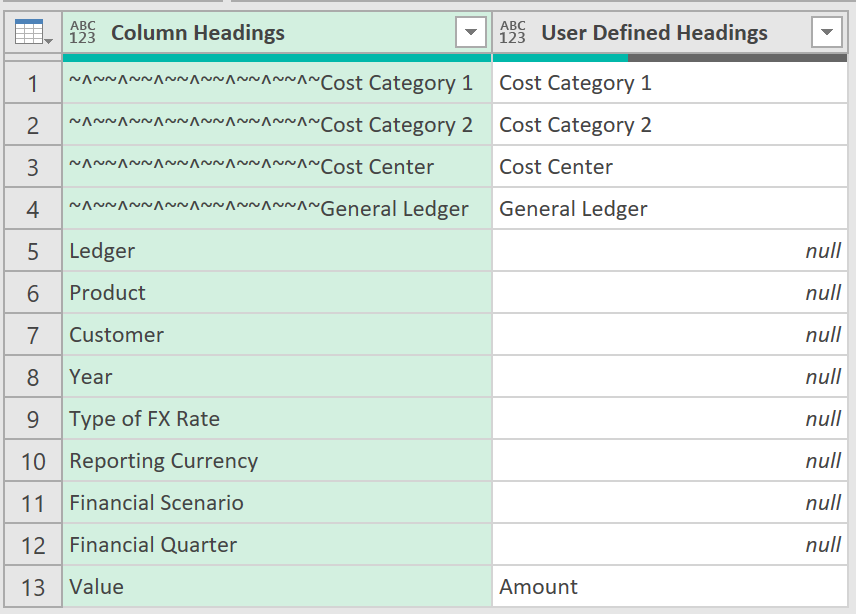 ABC 123 Column Headings ABC 123 User Defined Headings
1 ~^~~^~~^~~^~~^~~^~~^~~^~Cost Category 1 Cost Category 1
2 ~^~~^~~^~~^~~^~~^~~^~~^~Cost Category 2 Cost Category 2
3 ~^~~^~~^~~^~~^~~^~~^~~^~Cost Center Cost Center
4 ~^~~^~~^~~^~~^~~^~~^~~^~General Ledger General Ledger
5 Ledger null
6 Product null
7 Customer null
8 Year null
9 Type of FX Rate null
10 Reporting Currency null
11 Financial Scenario null
12 Financial Quarter null
13 Value Amount